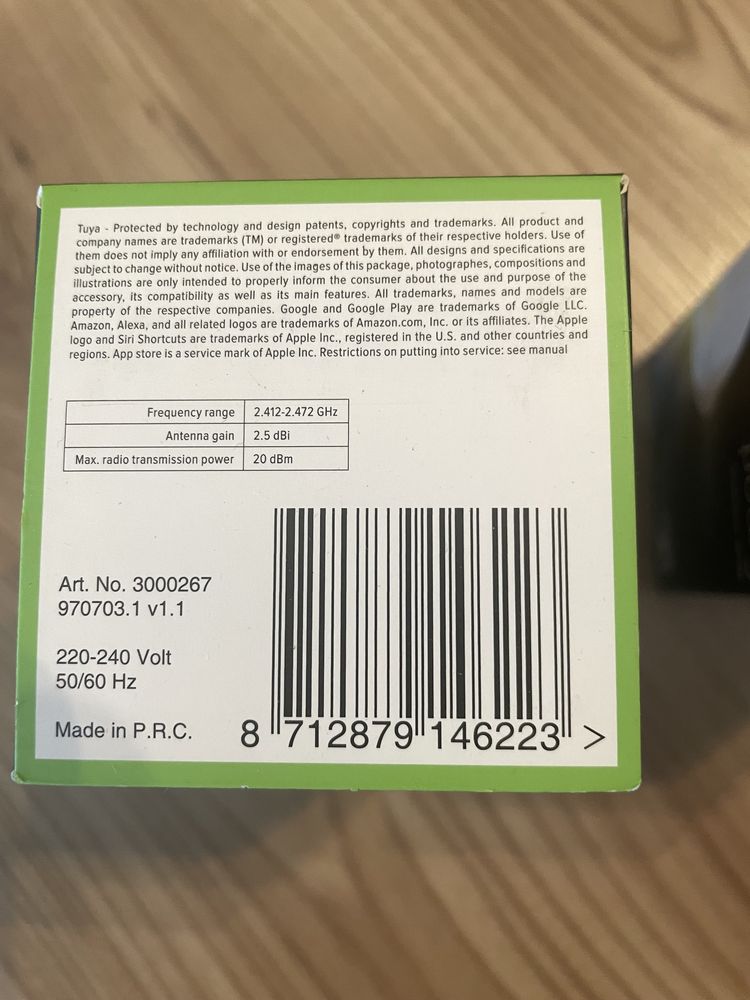 Tuya - Protected by technology and design patents, copyrights and trademarks. All product and
company names are trademarks (TM) or registered® trademarks of their respective holders. Use of
them does not imply any affiliation with or endorsement by them. All designs and specifications are
subject to change without notice. Use of the images of this package, photographes, compositions and
illustrations are only intended to properly inform the consumer about the use and purpose of the
accessory, its compatibility as well as its main features. All trademarks, names and models are
property of the respective companies. Google and Google Play are trademarks of Google LLC.
Amazon, Alexa, and all related logos are trademarks of Amazon.com, Inc. or its affiliates. The Apple
logo and Siri Shortcuts are trademarks of Apple Inc., registered in the U.S. and other countries and
regions. App store is a service mark of Apple Inc. Restrictions on putting into service: see manual
Frequency range 2.412-2.472 GHz
Antenna gain 2.5 dBi
Max. radio transmission power 20 dBm
Art. No. 3000267
970703.1 v1.1
220-240 Volt
50/60 Hz
Made in P.R.C.
8 712879 146223 >